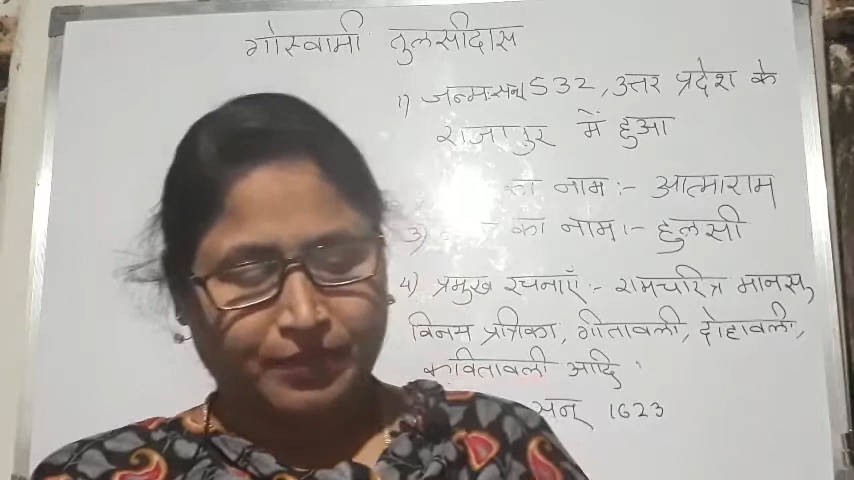 गोस्वामी तुलसीदास
1) जन्म:सन् 1532, उत्तर प्रदेश के
राजापुर में हुआ
का नाम :- आत्माराम
3) का नाम :- हुलसी
4) प्रमुख रचनाएँ :- रामचरित्र मानस,
विनय पत्रिका, गीतावली, दोहावली,
कवितावली आदि
सन् 1623